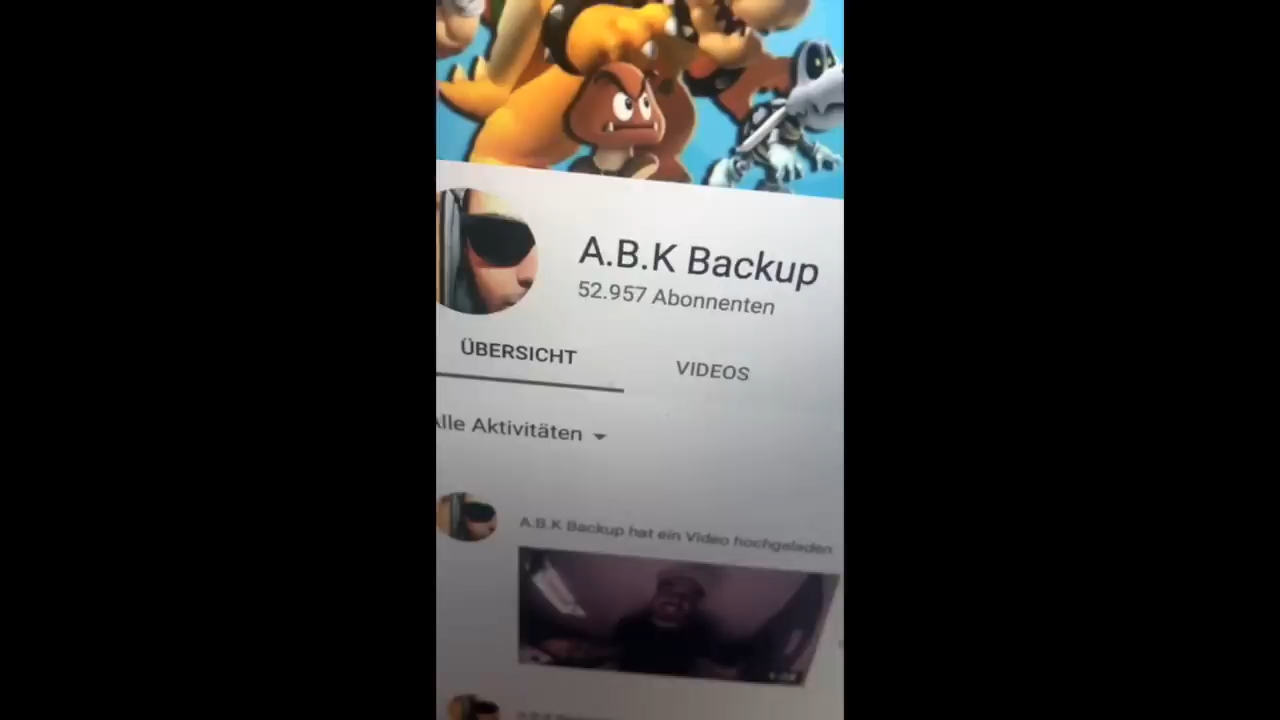 A.B.K Backup
52.957 Abonnenten
ÜBERSICHT
VIDEOS
Alle Aktivitäten
A.B.K Backup hat ein Video hochgeladen